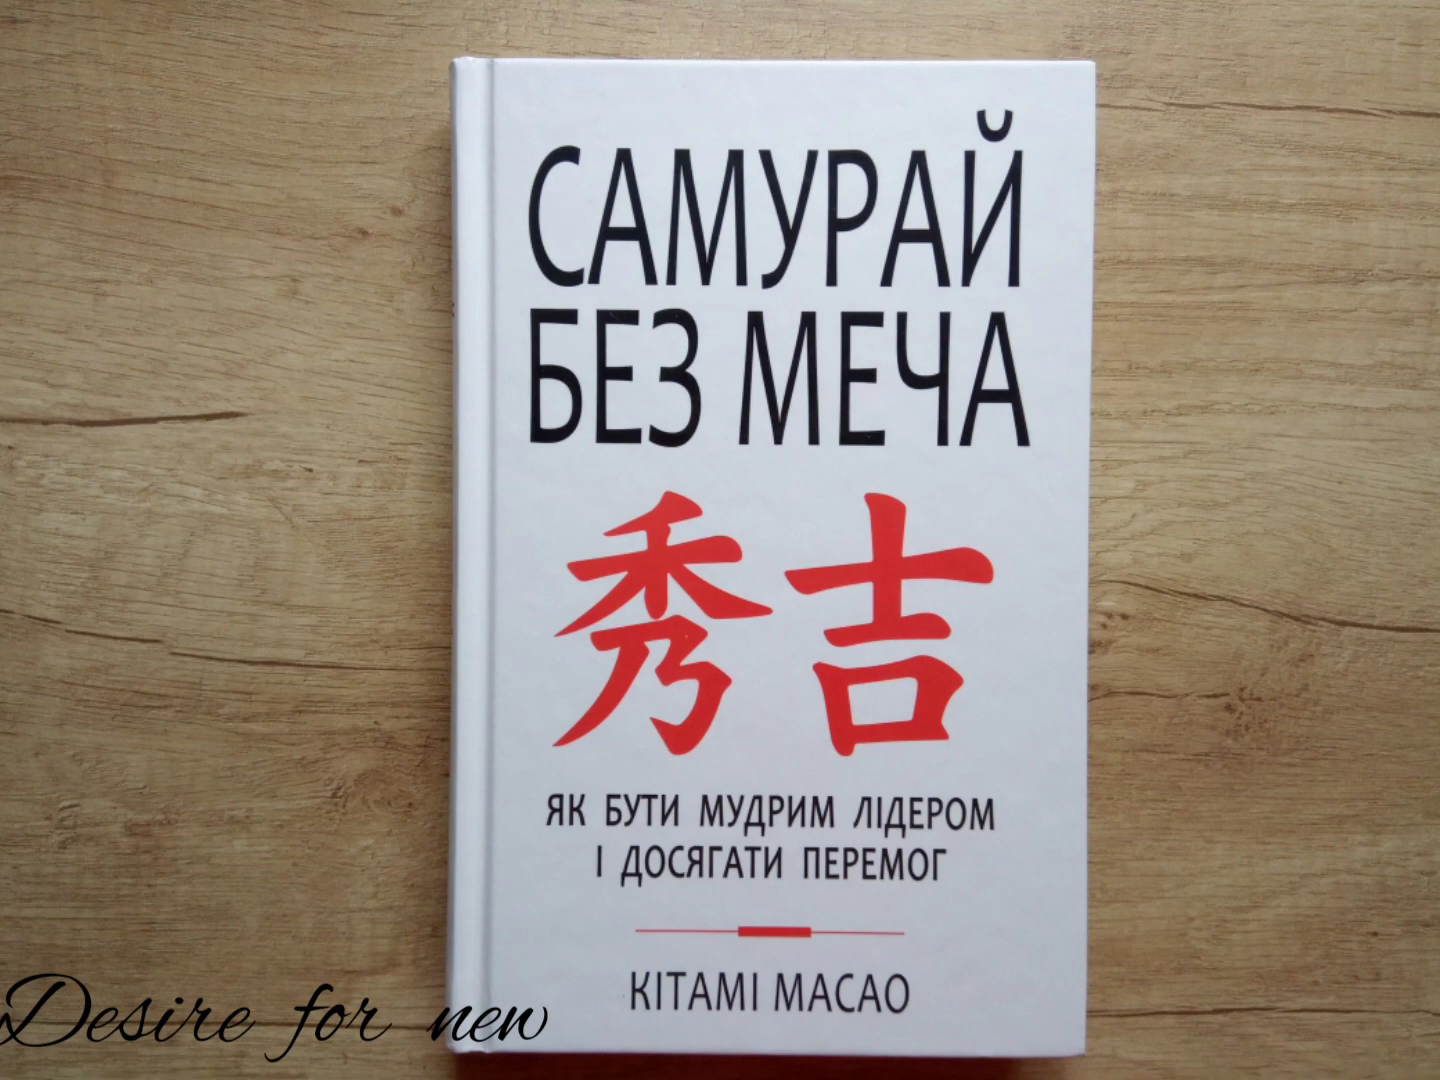 САМУРАЙ
БЕЗ МЕЧА
秀吉
ЯК БУТИ МУДРИМ ЛІДЕРОМ
І ДОСЯГАТИ ПЕРЕМОГ
КІТАМІ МАСАО
Desire for new